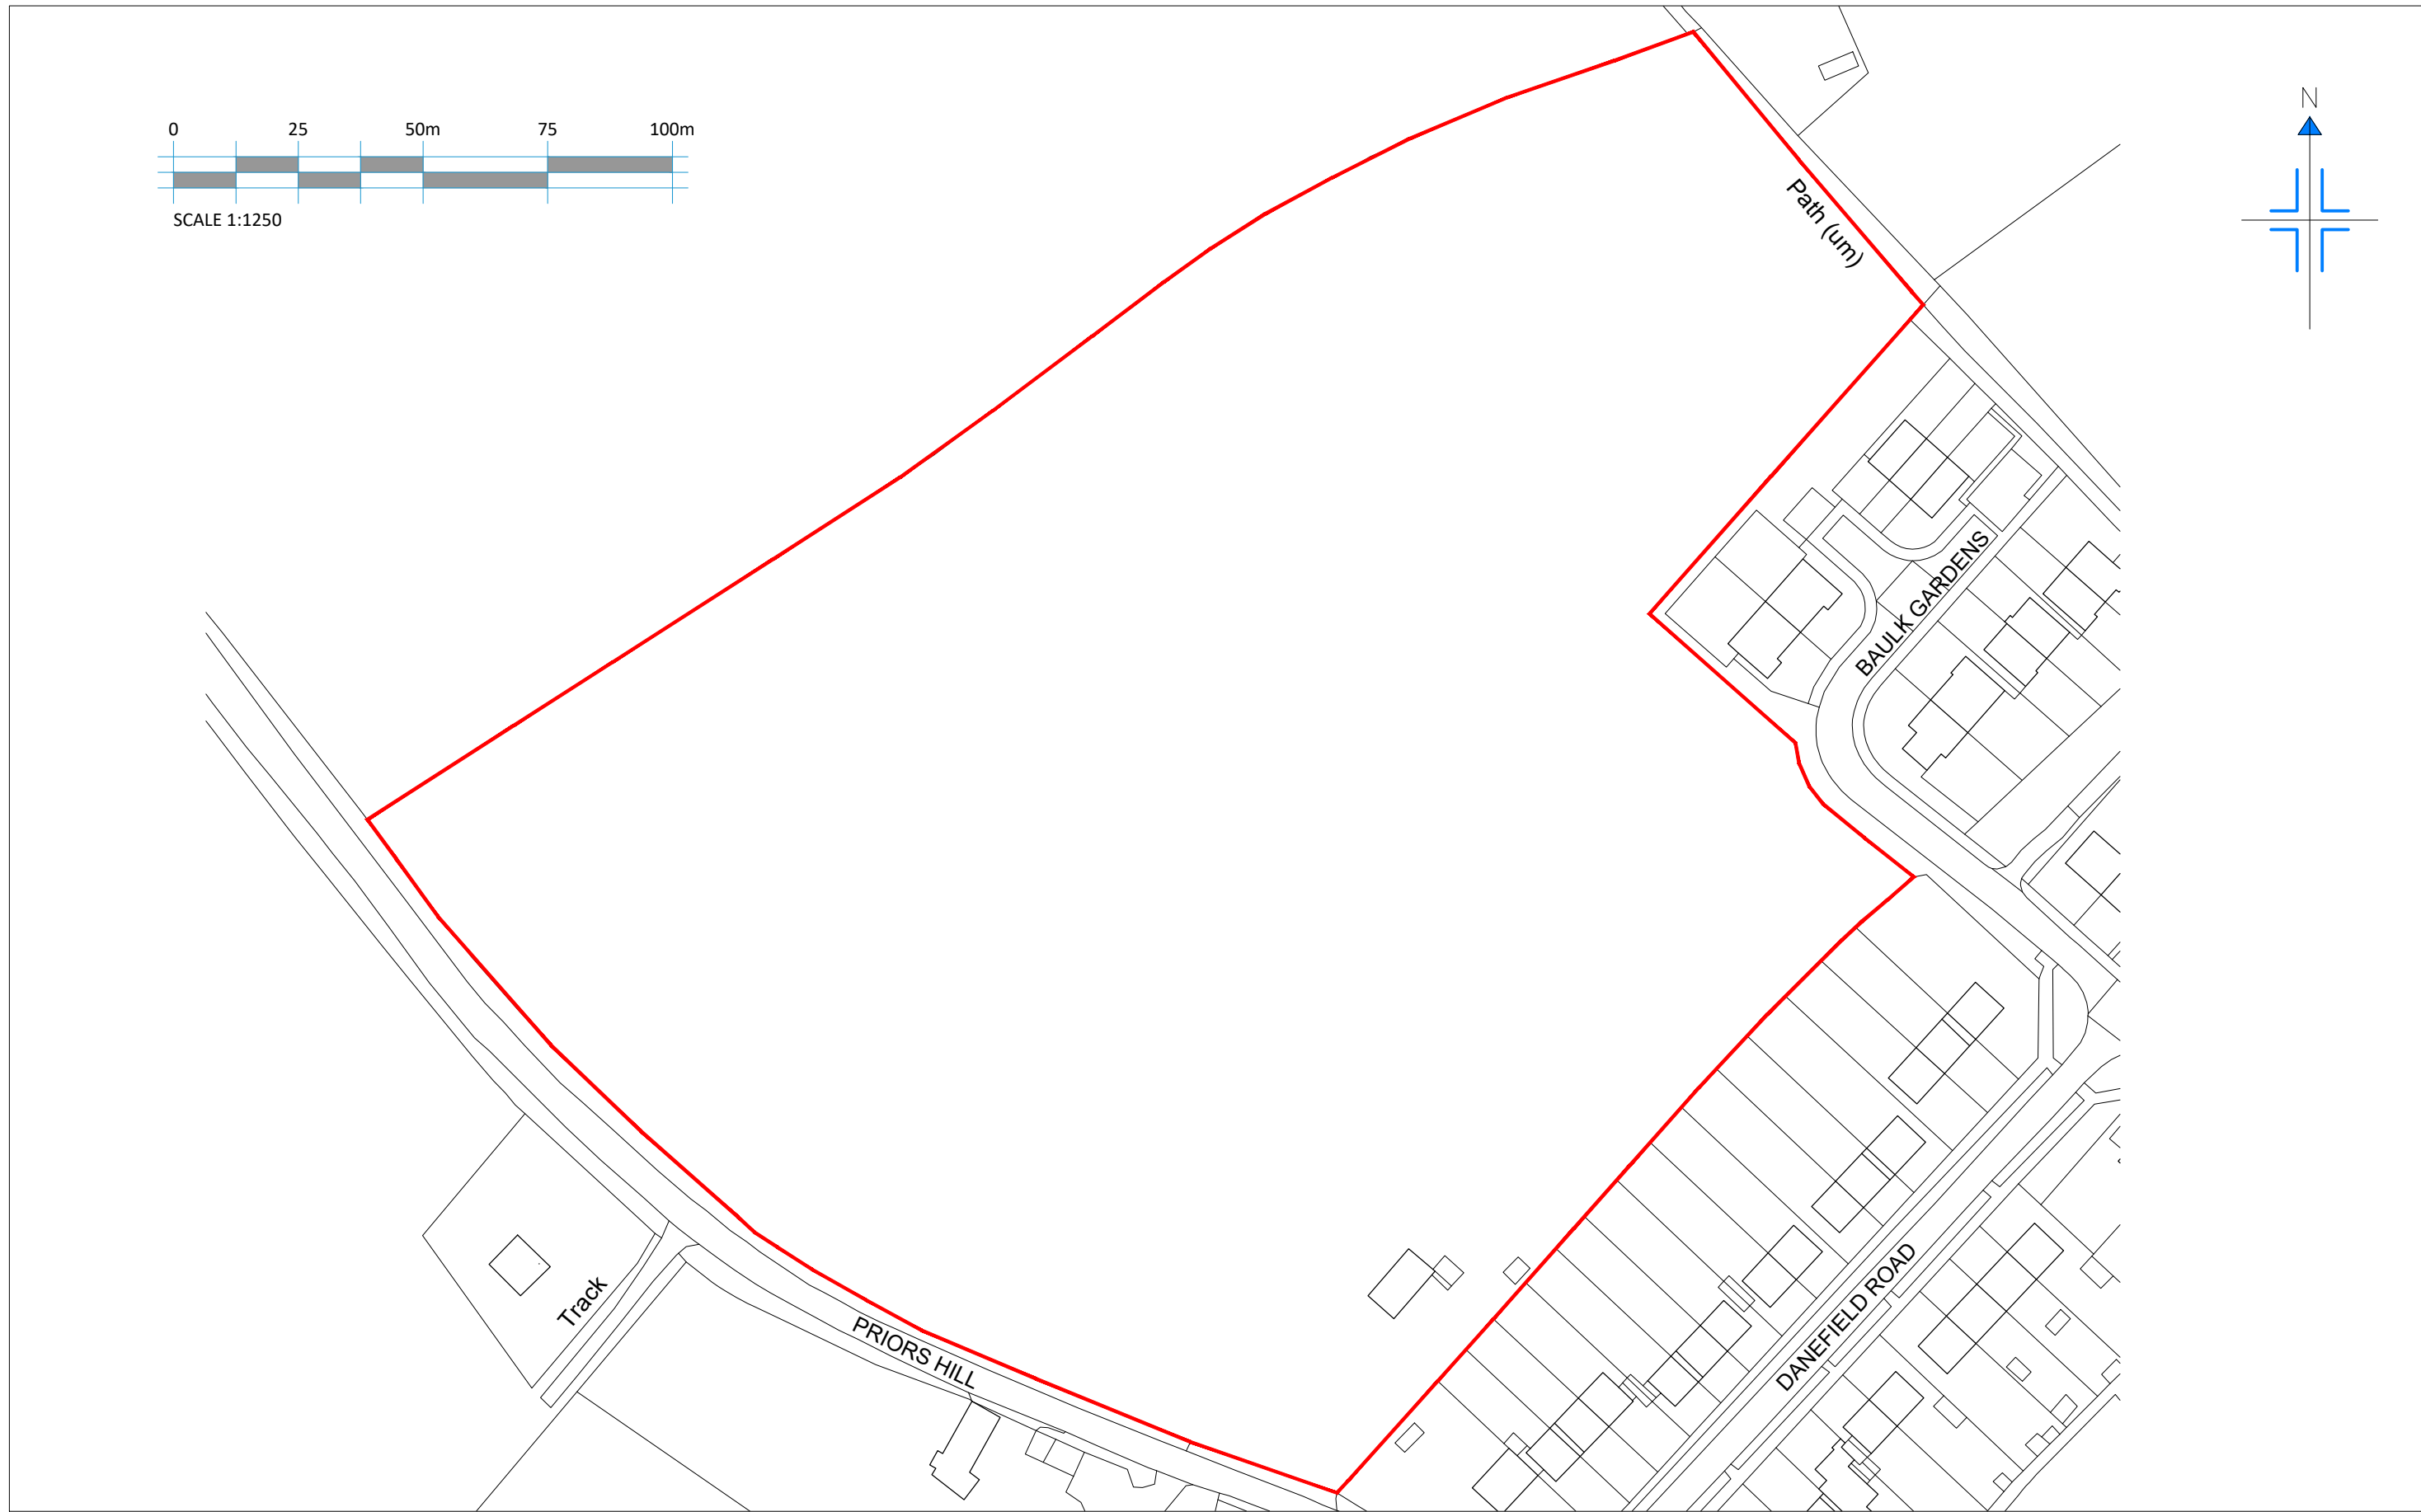 0 25 50m 75 100m
SCALE 1:1250
N
Path (um)
BAULK GARDENS
DANEFIELD ROAD
PRIORS HILL
Track